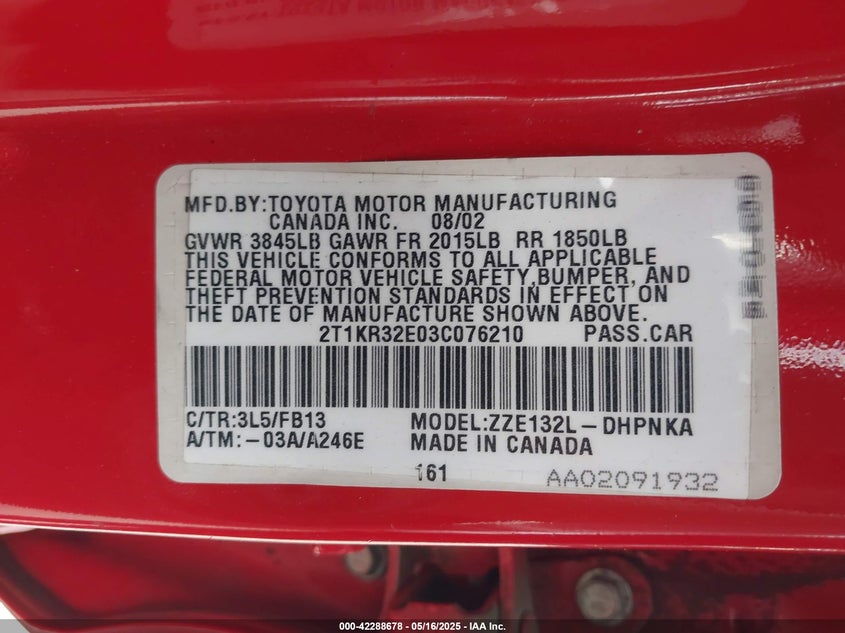 MFD.BY:TOYOTA MOTOR MANUFACTURING
CANADA INC. 08/02
GVWR 3845LB GAWR FR 2015LB RR 1850LB
THIS VEHICLE CONFORMS TO ALL APPLICABLE
FEDERAL MOTOR VEHICLE SAFETY,BUMPER, AND
THEFT PREVENTION STANDARDS IN EFFECT ON
THE DATE OF MANUFACTURE SHOWN ABOVE.
2T1KR32E03C076210 PASS.CAR
C/TR:3L5/FB13 MODEL:ZZE132L-DHPNKA
A/TM:-03A/A246E MADE IN CANADA
161 AA02091932
000-42288678 - 05/16/2025 - IAA Inc.